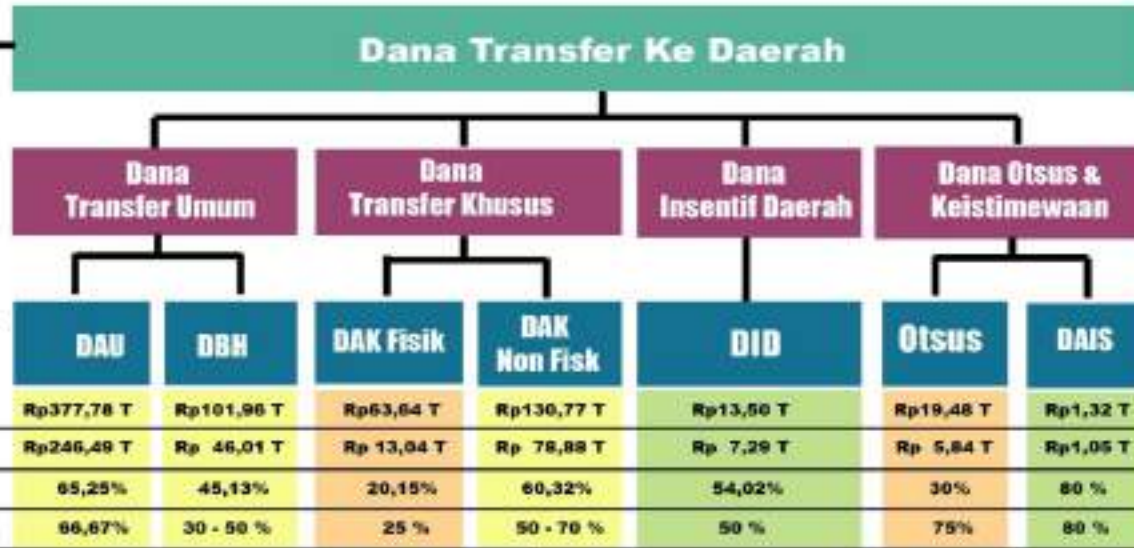 Dana Transfer Ke Daerah
Dana
Transfer Umum
Dana
Transfer Khusus
Dana
Insentif Daerah
Dana Otsus &
Keistimewaan
DAU
DBH
DAK Fisik
DAK
Non Fisk
DID
Otsus
DAIS
Rp377,78 T Rp101,96 T Rp63,64 T Rp130,77 T Rp13,50 T Rp19,48 T Rp1,32 T
Rp246,49 T Rp 46,01 T Rp 13,04 T Rp 78,88 T Rp 7,29 T Rp 5,84 T Rp1,05 T
65,25% 45,13% 20,15% 60,32% 54,02% 30% 80 %
66,67% 30 - 50 % 25 % 50 - 70 % 50 % 75% 80 %